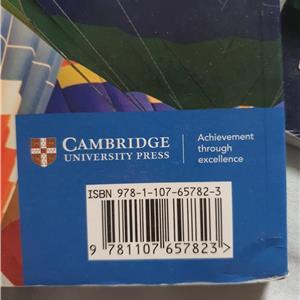 CAMBRIDGE
UNIVERSITY PRESS
Achievement
through
excellence
ISBN 978-1-107-65782-3
9 781107 657823 >